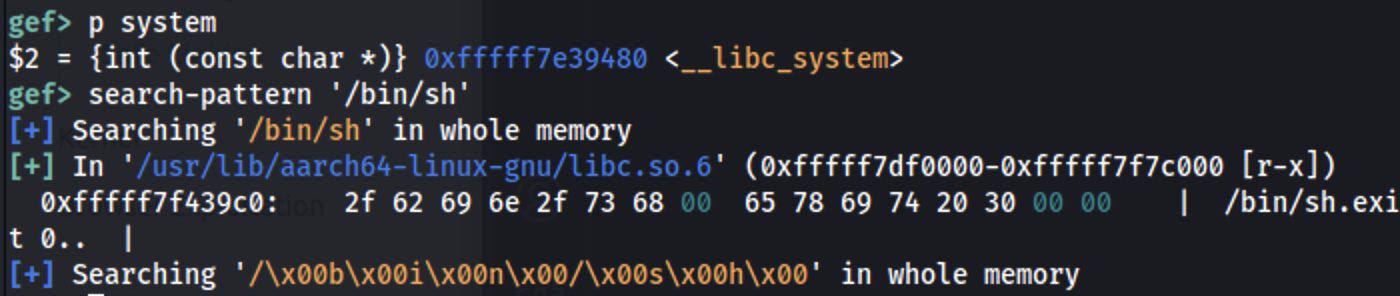 gef> p system
$2 = {int (const char *)} 0xfffff7e39480 <__libc_system>
gef> search-pattern '/bin/sh'
[+] Searching '/bin/sh' in whole memory
[+] In '/usr/lib/aarch64-linux-gnu/libc.so.6' (0xfffff7df0000-0xfffff7f7c000 [r-x])
  0xfffff7f439c0:    2f 62 69 6e 2f 73 68 00  65 78 69 74 20 30 00 00    |  /bin/sh.exi
t 0..  |
[+] Searching '/\x00b\x00i\x00n\x00/\x00s\x00h\x00' in whole memory